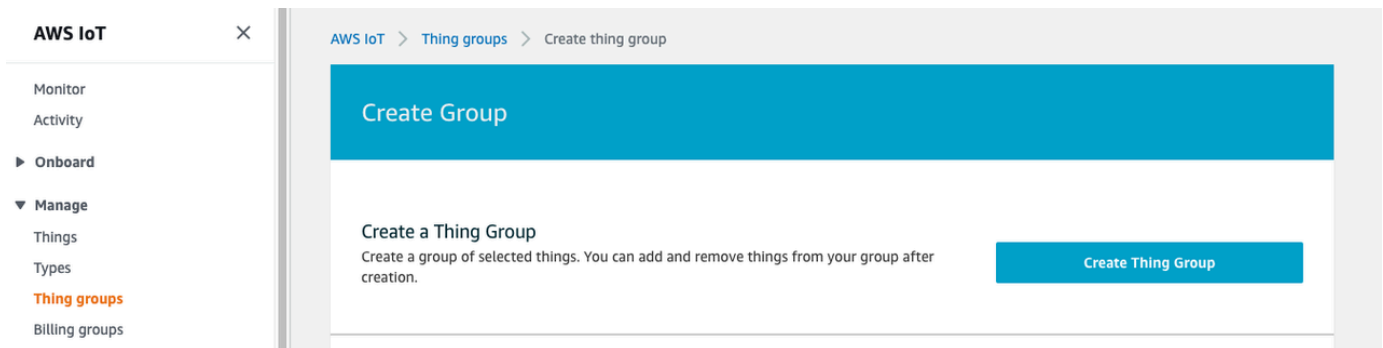 AWS IoT
Monitor
Activity
Onboard
Manage
Things
Types
Thing groups
Billing groups
AWS IoT > Thing groups > Create thing group
Create Group
Create a Thing Group
Create a group of selected things. You can add and remove things from your group after
creation.
Create Thing Group